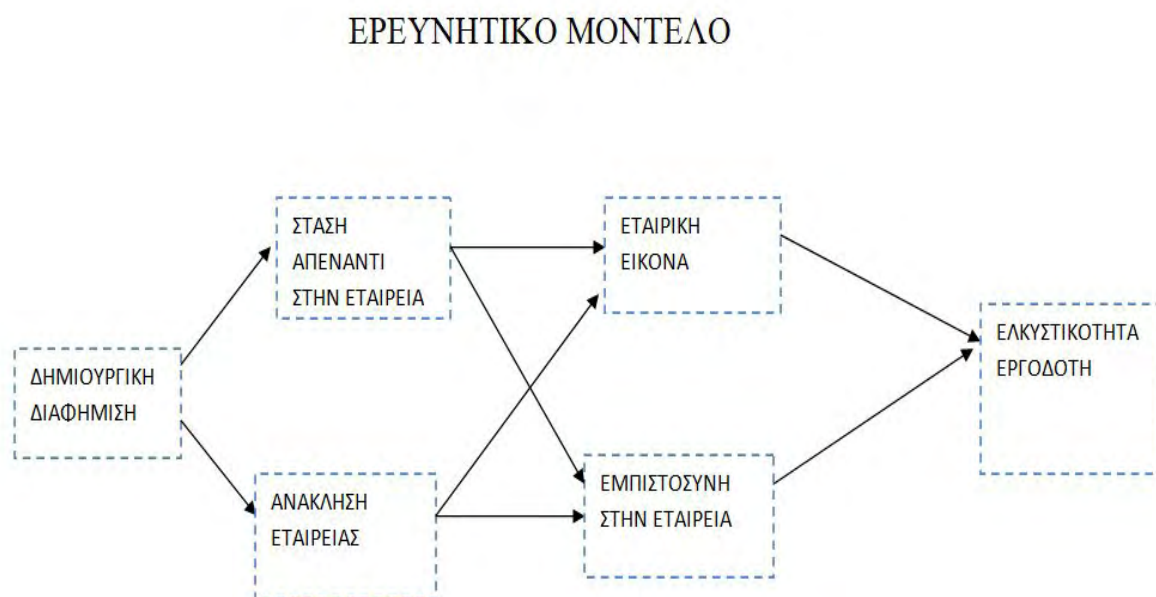 ΕΡΕΥΝΗΤΙΚΟ ΜΟΝΤΕΛΟ
ΣΤΑΣΗ
ΑΠΕΝΑΝΤΙ
ΣΤΗΝ ΕΤΑΙΡΕΙΑ
ΕΤΑΙΡΙΚΗ
ΕΙΚΟΝΑ
ΕΛΚΥΣΤΙΚΟΤΗΤΑ
ΕΡΓΟΔΟΤΗ
ΔΗΜΙΟΥΡΓΙΚΗ
ΔΙΑΦΗΜΙΣΗ
ΑΝΑΚΛΗΣΗ
ΕΤΑΙΡΕΙΑΣ
ΕΜΠΙΣΤΟΣΥΝΗ
ΣΤΗΝ ΕΤΑΙΡΕΙΑ